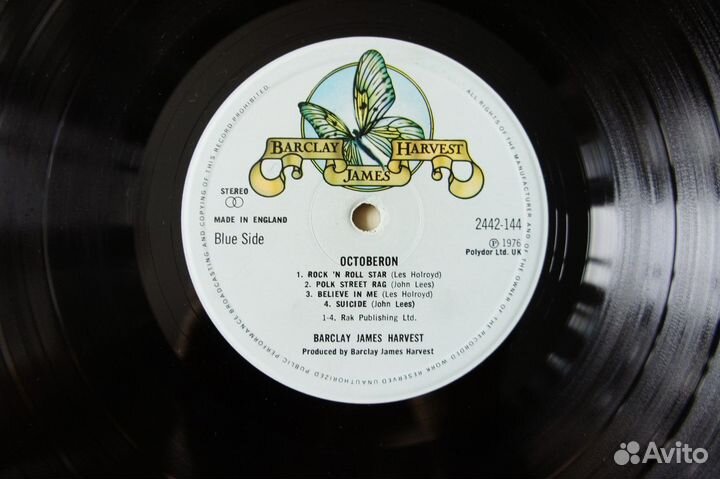 BARCLAY JAMES HARVEST
STEREO
MADE IN ENGLAND
Blue Side
2442-144
Ⓟ 1976
Polydor Ltd. UK
OCTOBERON
1. ROCK 'N ROLL STAR (Les Holroyd)
2. POLK STREET RAG (John Lees)
3. BELIEVE IN ME (Les Holroyd)
4. SUICIDE (John Lees)
1-4. Rak Publishing Ltd.
BARCLAY JAMES HARVEST
Produced by Barclay James Harvest
ALL RIGHTS OF THE MANUFACTURER AND OF THE OWNER OF THE RECORDED WORK RESERVED UNAUTHORIZED PUBLIC PERFORMANCE BROADCASTING AND COPYING OF THIS RECORD PROHIBITED.
Avito